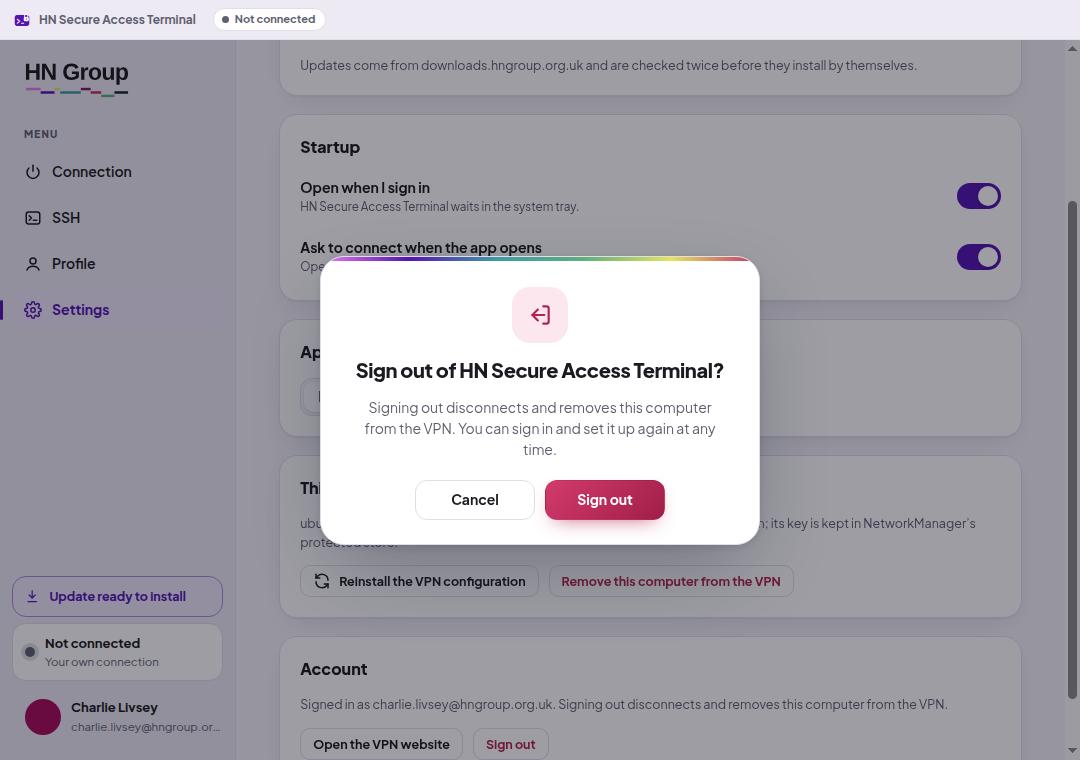 HN Secure Access Terminal
Not connected
HN Group
MENU
Connection
SSH
Profile
Settings
Update ready to install
Not connected
Your own connection
Charlie Livsey
charlie.livsey@hngroup.or...
Updates come from downloads.hngroup.org.uk and are checked twice before they install by themselves.
Startup
Open when I sign in
HN Secure Access Terminal waits in the system tray.
Ask to connect when the app opens
Sign out of HN Secure Access Terminal?
Signing out disconnects and removes this computer
from the VPN. You can sign in and set it up again at any
time.
Cancel
Sign out
its key is kept in NetworkManager's
Reinstall the VPN configuration
Remove this computer from the VPN
Account
Signed in as charlie.livsey@hngroup.org.uk. Signing out disconnects and removes this computer from the VPN.
Open the VPN website
Sign out